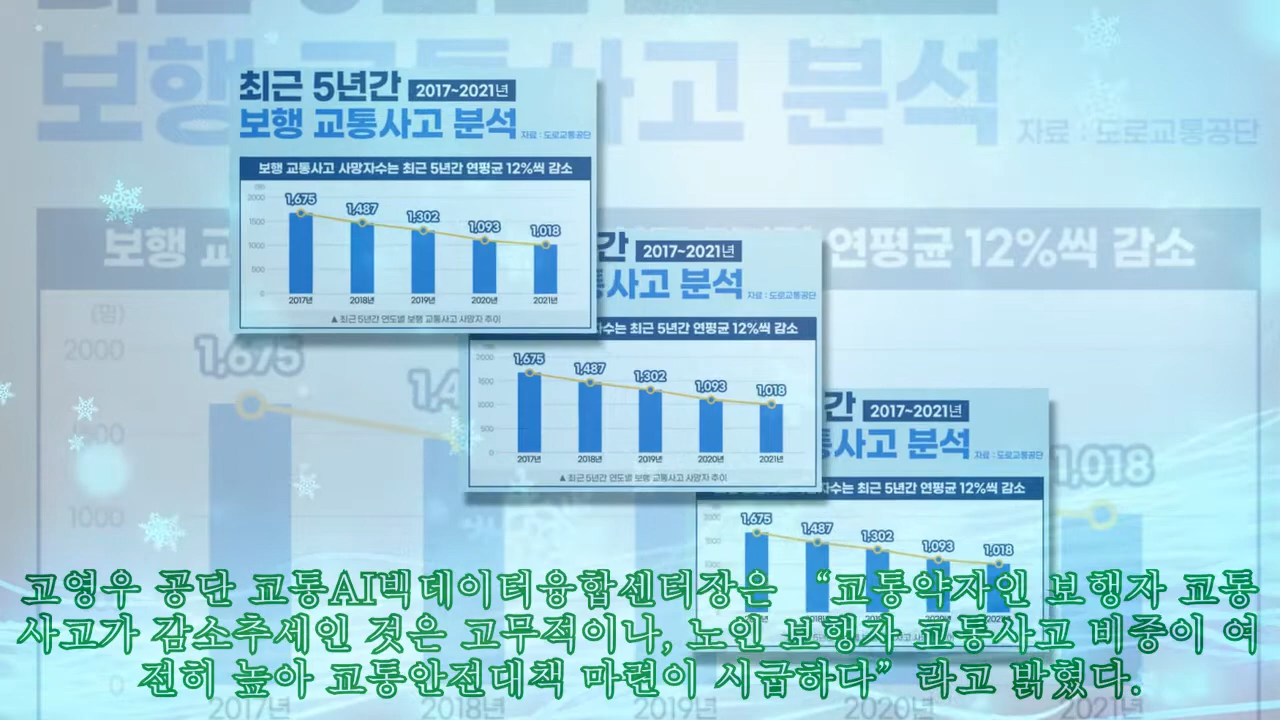 보행 교통사고 분석
자료 : 도로교통공단
보행 교
연평균 12%씩 감소
(명)
2000
1,675
1,4
1,018
1500
1000
0
2017년
2018년
2020년
2021년
최근 5년간 2017~2021년
보행 교통사고 분석 자료 : 도로교통공단
보행 교통사고 사망자수는 최근 5년간 연평균 12%씩 감소
(명)
2000
1500
1000
500
0
1,675 1,487 1,302 1,093 1,018
2017년 2018년 2019년 2020년 2021년
▲ 최근 5년간 연도별 보행 교통사고 사망자 추이
간 2017~2021년
통사고 분석 자료 : 도로교통공단
수는 최근 5년간 연평균 12%씩 감소
2000
1500
1000
500
1,675 1,487 1,302 1,093 1,018
2017년 2018년 2019년 2020년 2021년
▲ 최근 5년간 연도별 보행 교통사고 사망자 추이
간 2017~2021년
사고 분석 자료 : 도로교통공단
자수는 최근 5년간 연평균 12%씩 감소
1,675 1,487 1,302 1,093 1,018
고영우 공단 교통AI빅데이터융합센터장은 “교통약자인 보행자 교통
사고가 감소추세인 것은 고무적이나, 노인 보행자 교통사고 비중이 여
전히 높아 교통안전대책 마련이 시급하다” 라고 밝혔다.